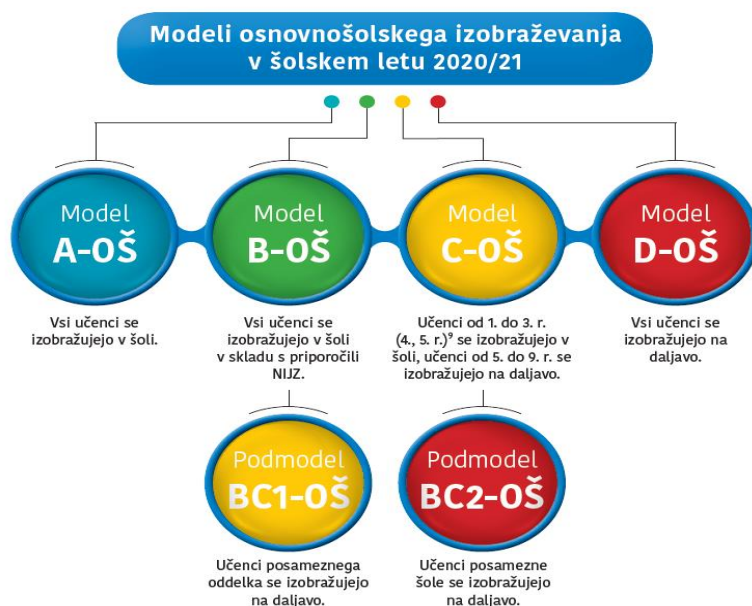 Modeli osnovnošolskega izobraževanja
v šolskem letu 2020/21
Model
A-OŠ
Vsi učenci se
izobražujejo v šoli.
Model
B-OŠ
Vsi učenci se
izobražujejo v šoli
v skladu s priporočili
NIJZ.
Model
C-OŠ
Učenci od 1. do 3. r.
(4., 5. r.)⁹ se izobražujejo v
šoli, učenci od 5. do 9. r. se
izobražujejo na daljavo.
Model
D-OŠ
Vsi učenci se
izobražujejo na
daljavo.
Podmodel
BC1-OŠ
Učenci posameznega
oddelka se izobražujejo
na daljavo.
Podmodel
BC2-OŠ
Učenci posamezne
šole se izobražujejo
na daljavo.